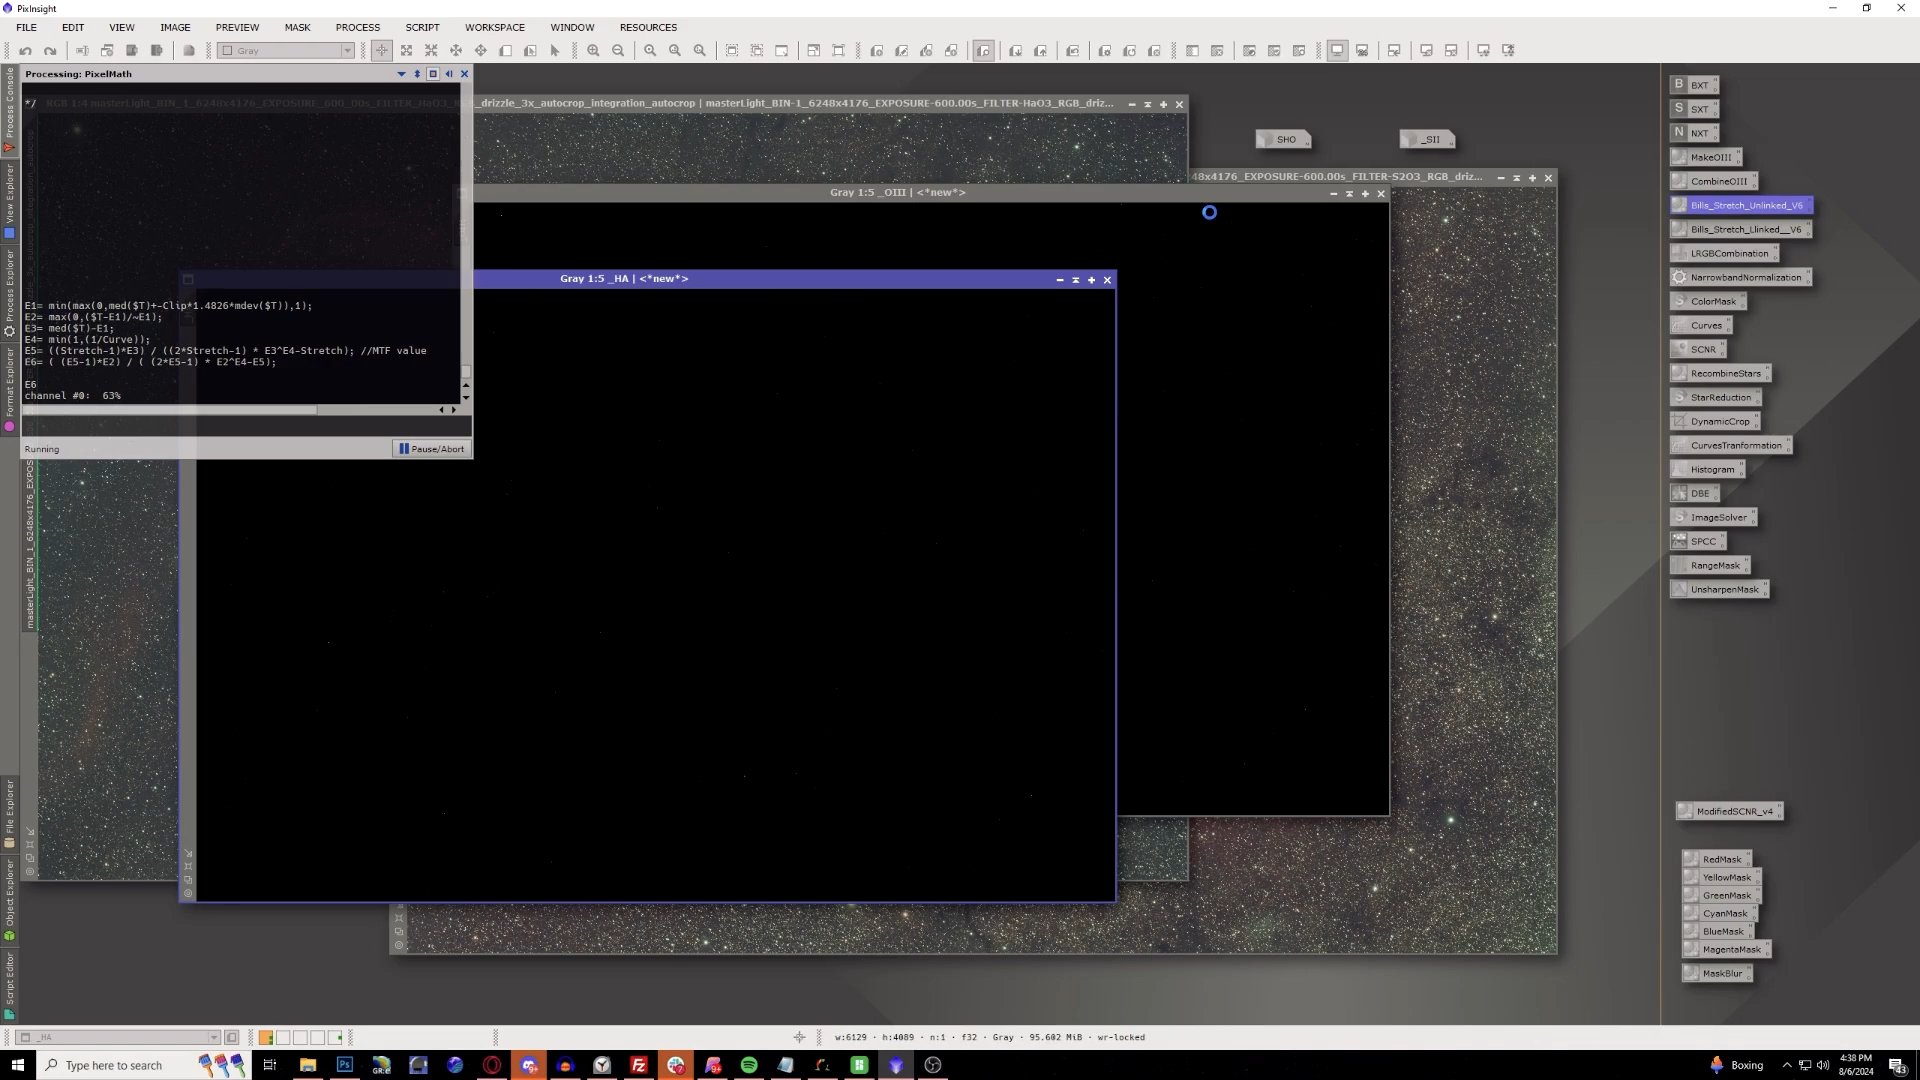 PixInsight
FILE EDIT VIEW IMAGE PREVIEW MASK PROCESS SCRIPT WORKSPACE WINDOW RESOURCES
Gray
Processing: PixelMath
*/
RGB 1:4 masterLight_BIN_1_6248x4176_EXPOSURE_600_00s_FILTER_HaO3_RGB_drizzle_3x_autocrop_integration_autocrop | masterLight_BIN-1_6248x4176_EXPOSURE-600.00s_FILTER-HaO3_RGB_driz...
48x4176_EXPOSURE-600.00s_FILTER-S2O3_RGB_driz...
Gray 1:5 _OIII | <*new*>
Gray 1:5 _HA | <*new*>
E1= min(max(0,med($T)+-Clip*1.4826*mdev($T)),1);
E2= max(0,($T-E1)/~E1);
E3= med($T)-E1;
E4= min(1,(1/Curve));
E5= ((Stretch-1)*E3) / ((2*Stretch-1) * E3^E4-Stretch); //MTF value
E6= ( (E5-1)*E2) / ( (2*E5-1) * E2^E4-E5);
E6
channel #0: 63%
Running
Pause/Abort
Process Console
View Explorer
Process Explorer
Format Explorer
File Explorer
Object Explorer
Script Editor
masterLight_BIN_1_6248x4176_EXPOS
SHO
_SII
B BXT
S SXT
N NXT
MakeOIII
CombineOIII
Bills_Stretch_Unlinked_V6
Bills_Stretch_Llinked__V6
LRGBCombination
NarrowbandNormalization
ColorMask
Curves
SCNR
RecombineStars
StarReduction
DynamicCrop
CurvesTranformation
Histogram
DBE
ImageSolver
SPCC
RangeMask
UnsharpenMask
ModifiedSCNR_v4
RedMask
YellowMask
GreenMask
CyanMask
BlueMask
MagentaMask
MaskBlur
_HA
w:6129 · h:4089 · n:1 · f32 · Gray · 95.602 MiB · wr-locked
Type here to search
Boxing
4:38 PM
8/6/2024
43